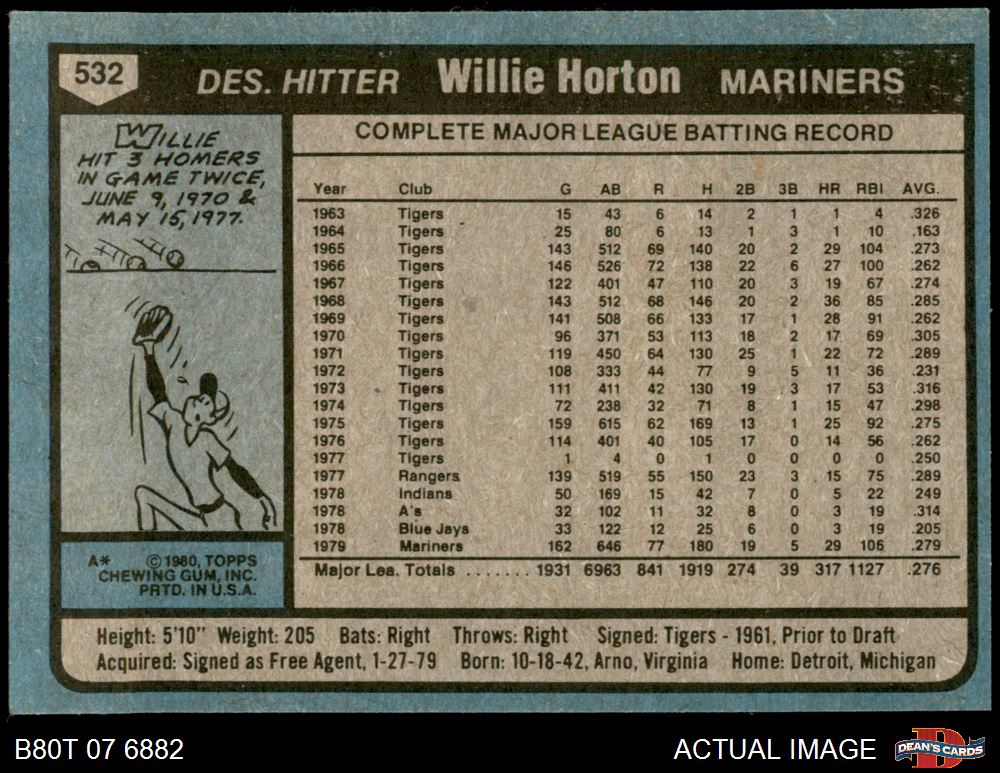 532 DES. HITTER Willie Horton MARINERS
WILLIE
HIT 3 HOMERS
IN GAME TWICE,
JUNE 9, 1970 &
MAY 15, 1977.
A* © 1980, TOPPS
CHEWING GUM, INC.
PRTD. IN U.S.A.
COMPLETE MAJOR LEAGUE BATTING RECORD
Year Club G AB R H 2B 3B HR RBI AVG.
1963 Tigers 15 43 6 14 2 1 1 4 .326
1964 Tigers 25 80 6 13 1 3 1 10 .163
1965 Tigers 143 512 69 140 20 2 29 104 .273
1966 Tigers 146 526 72 138 22 6 27 100 .262
1967 Tigers 122 401 47 110 20 3 19 67 .274
1968 Tigers 143 512 68 146 20 2 36 85 .285
1969 Tigers 141 508 66 133 17 1 28 91 .262
1970 Tigers 96 371 53 113 18 2 17 69 .305
1971 Tigers 119 450 64 130 25 1 22 72 .289
1972 Tigers 108 333 44 77 9 5 11 36 .231
1973 Tigers 111 411 42 130 19 3 17 53 .316
1974 Tigers 72 238 32 71 8 1 15 47 .298
1975 Tigers 159 615 62 169 13 1 25 92 .275
1976 Tigers 114 401 40 105 17 0 14 56 .262
1977 Tigers 1 4 0 1 0 0 0 0 .250
1977 Rangers 139 519 55 150 23 3 15 75 .289
1978 Indians 50 169 15 42 7 0 5 22 249
1978 A's 32 102 11 32 8 0 3 19 .314
1978 Blue Jays 33 122 12 25 6 0 3 19 .205
1979 Mariners 162 646 77 180 19 5 29 106 .279
Major Lea. Totals ....... 1931 6963 841 1919 274 39 317 1127 .276
Height: 5'10" Weight: 205 Bats: Right Throws: Right Signed: Tigers - 1961, Prior to Draft
Acquired: Signed as Free Agent, 1-27-79 Born: 10-18-42, Arno, Virginia Home: Detroit, Michigan
B80T 07 6882 ACTUAL IMAGE D DEAN'S CARDS